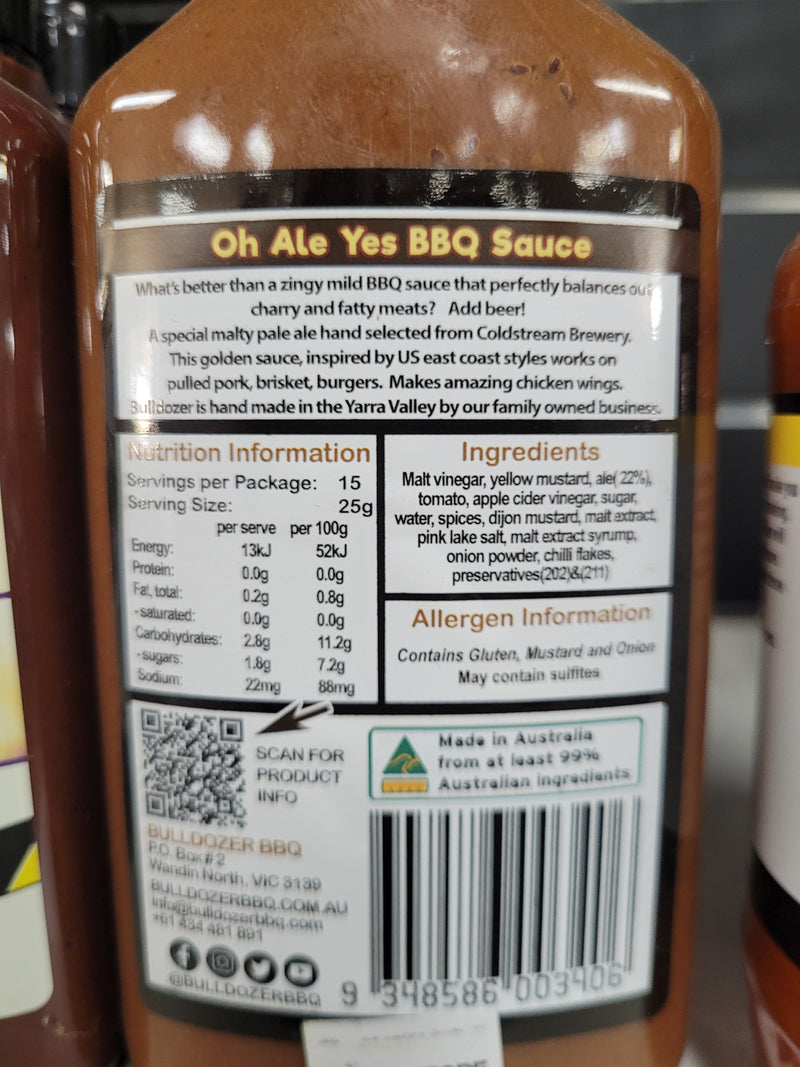 Oh Ale Yes BBQ Sauce
What's better than a zingy mild BBQ sauce that perfectly balances out
charry and fatty meats? Add beer!
A special malty pale ale hand selected from Coldstream Brewery.
This golden sauce, inspired by US east coast styles works on
pulled pork, brisket, burgers. Makes amazing chicken wings.
Bulldozer is hand made in the Yarra Valley by our family owned business.
Nutrition Information
Servings per Package: 15
Serving Size: 25g
per serve per 100g
Energy: 13kJ 52kJ
Protein: 0.0g 0.0g
Fat, total: 0.2g 0.8g
-saturated: 0.0g 0.0g
Carbohydrates: 2.8g 11.2g
-sugars: 1.8g 7.2g
Sodium: 22mg 88mg
Ingredients
Malt vinegar, yellow mustard, ale( 22%),
tomato, apple cider vinegar, sugar,
water, spices, dijon mustard, malt extract,
pink lake salt, malt extract syrump,
onion powder, chilli flakes,
preservatives(202)&(211)
Allergen Information
Contains Gluten, Mustard and Onion
May contain sulfites
SCAN FOR
PRODUCT
INFO
Made in Australia
from at least 99%
Australian ingredients
BULLDOZER BBQ
P.O. Box # 2
Wandin North, VIC 3139
BULLDOZERBBQ.COM.AU
info@bulldozerbbq.com
+61 434 481 891
@BULLDOZERBBQ
9 348586 003406